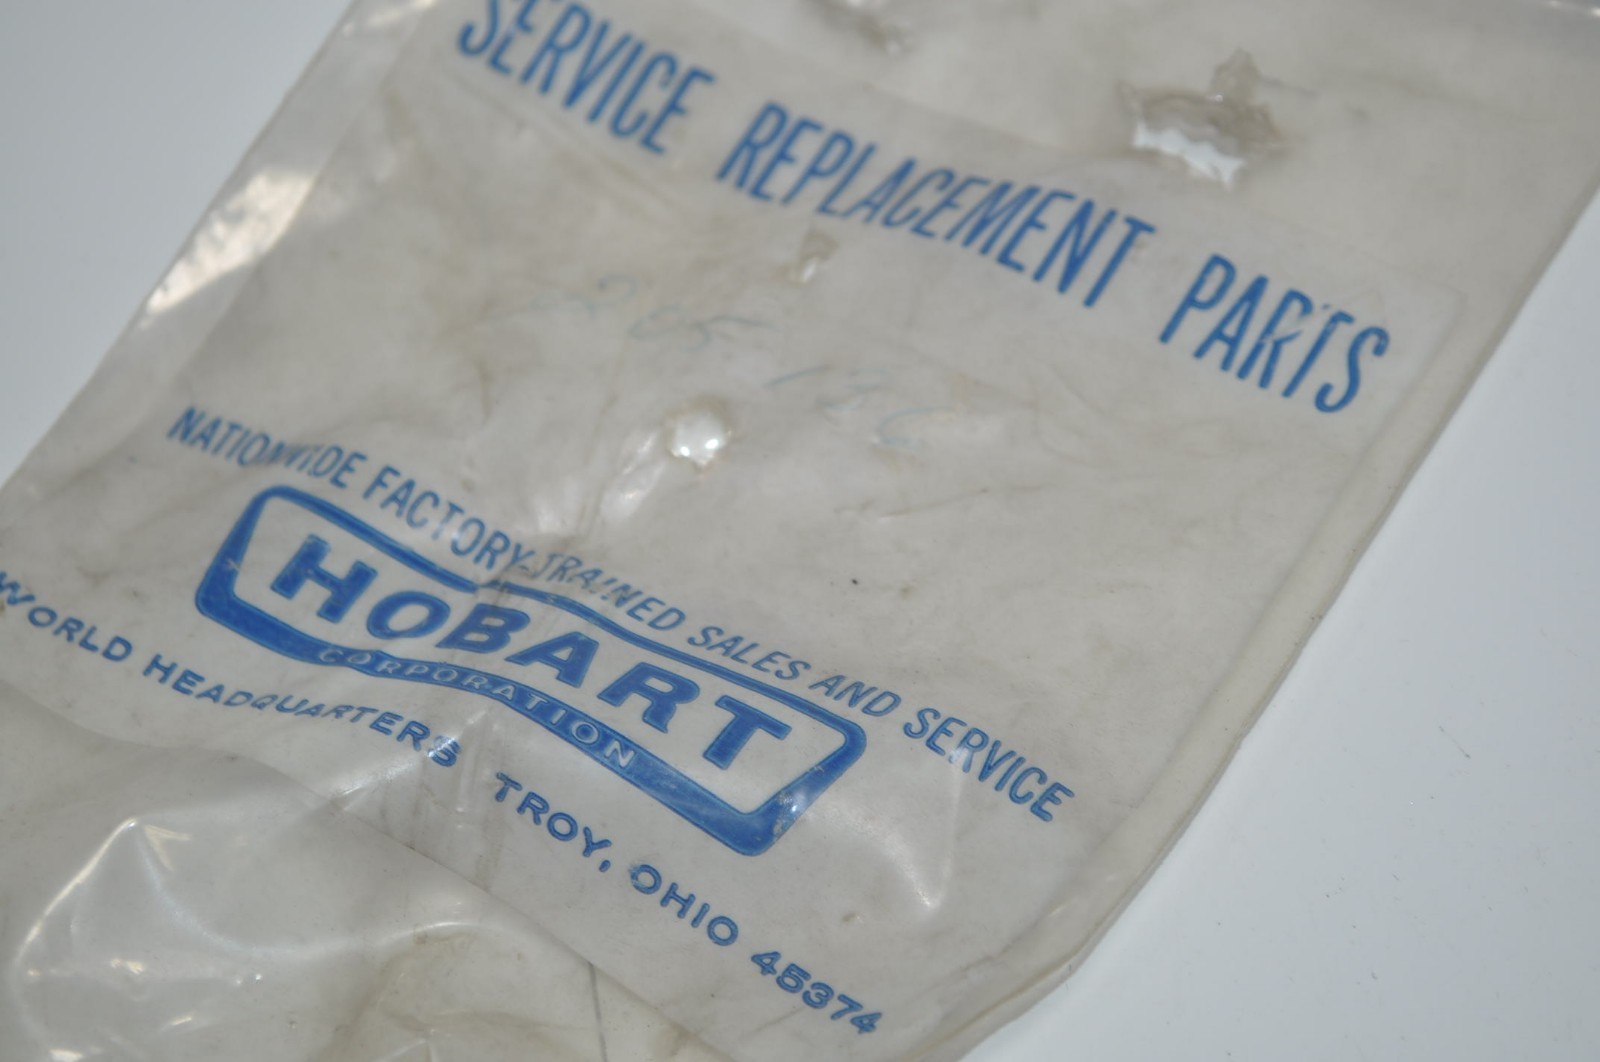 SERVICE REPLACEMENT PARTS
NATIONWIDE FACTORY-TRAINED SALES AND SERVICE
HOBART
CORPORATION
WORLD HEADQUARTERS TROY, OHIO 45374